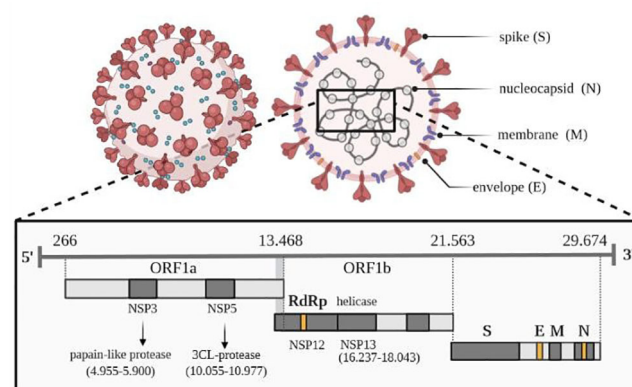 spike (S)
nucleocapsid (N)
membrane (M)
envelope (E)
266 13.468 21.563 29.674
5' 3'
ORF1a ORF1b
RdRp helicase
NSP3 NSP5
NSP12 NSP13
(16.237-18.043)
papain-like protease
(4.955-5.900)
3CL-protease
(10.055-10.977)
S E M N